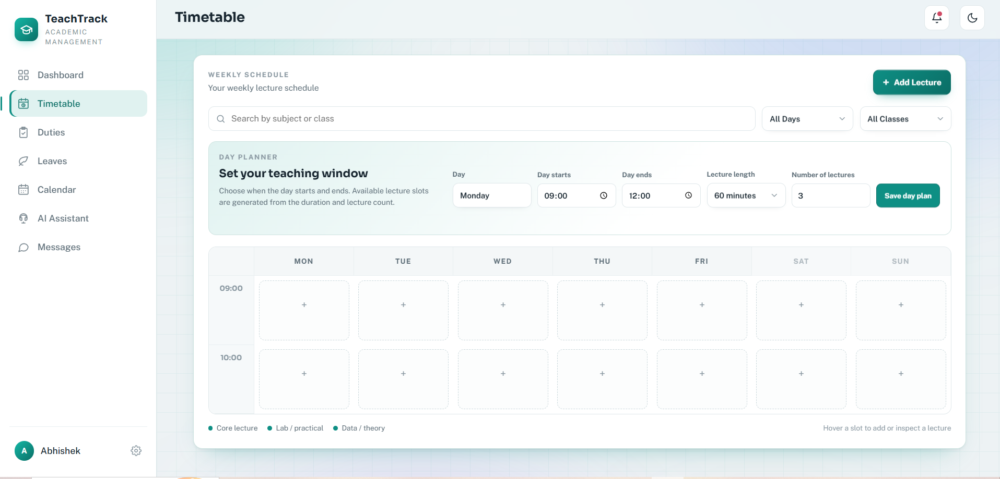 TeachTrack
ACADEMIC
MANAGEMENT
Dashboard
Timetable
Duties
Leaves
Calendar
AI Assistant
Messages
A
Abhishek
Timetable
WEEKLY SCHEDULE
Your weekly lecture schedule
+ Add Lecture
Search by subject or class
All Days
All Classes
DAY PLANNER
Set your teaching window
Choose when the day starts and ends. Available lecture slots
are generated from the duration and lecture count.
Day
Monday
Day starts
09:00
Day ends
12:00
Lecture length
60 minutes
Number of lectures
3
Save day plan
MON TUE WED THU FRI SAT SUN
09:00
+ + + + + + +
10:00
+ + + + + + +
Core lecture
Lab / practical
Data / theory
Hover a slot to add or inspect a lecture